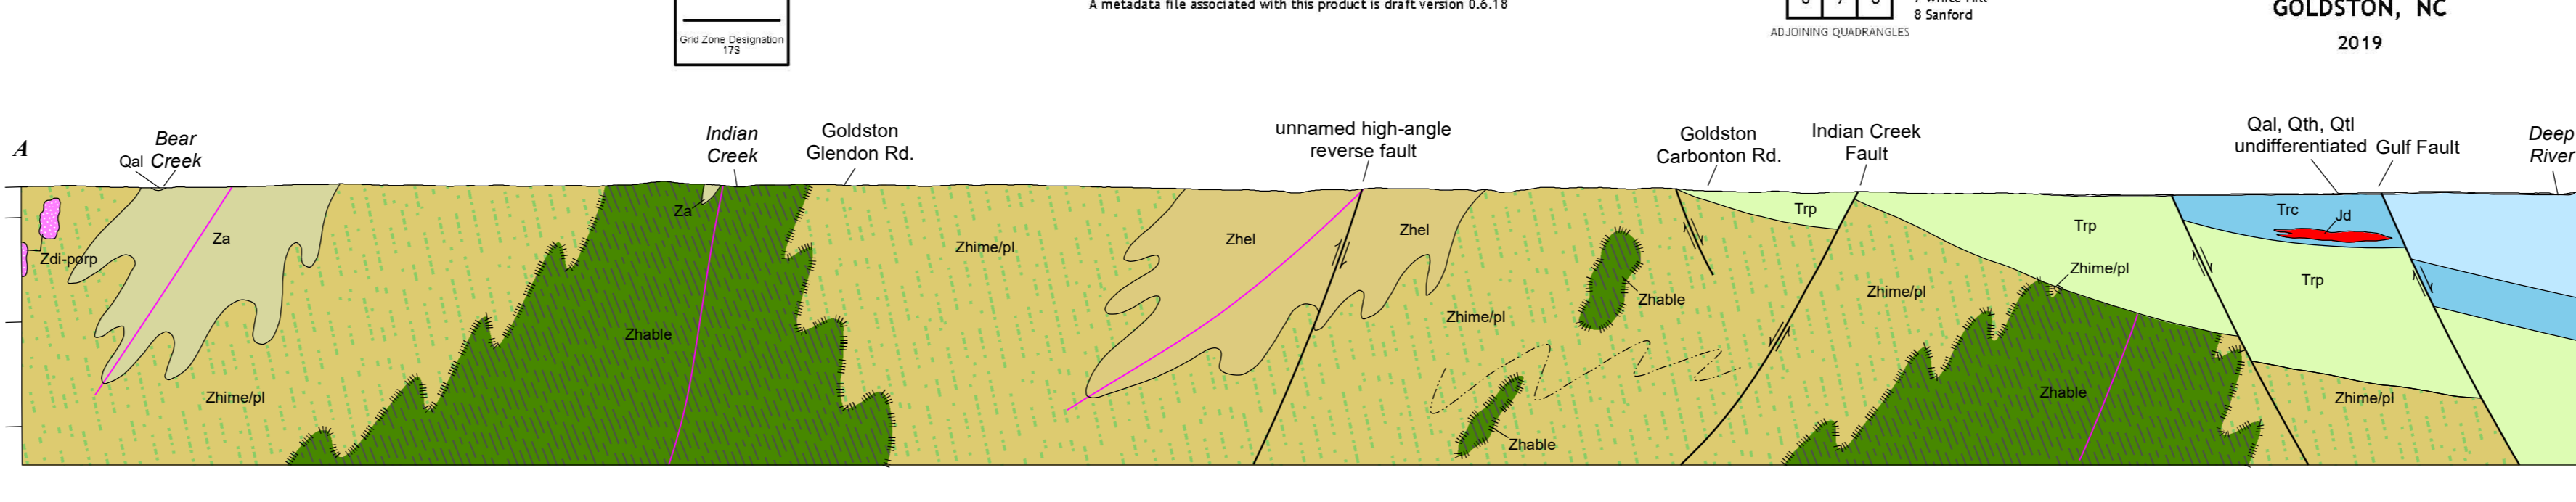 A metadata file associated with this product is draft version 0.6.18
8 Sanford
ADJOINING QUADRANGLES
GOLDSTON, NC
2019
Grid Zone Designation
17S
A
Bear
Creek
Qal
Indian
Creek
Goldston
Glendon Rd.
unnamed high-angle
reverse fault
Goldston
Carbonton Rd.
Indian Creek
Fault
Qal, Qth, Qtl
undifferentiated
Gulf Fault
Deep
River
Za
Zdi-porp
Zhime/pl
Za
Zhable
Zhime/pl
Zhel
Zhel
Zhime/pl
Zhable
Zhable
Trp
Zhime/pl
Trp
Zhime/pl
Zhable
Trc
Jd
Trp
Zhime/pl